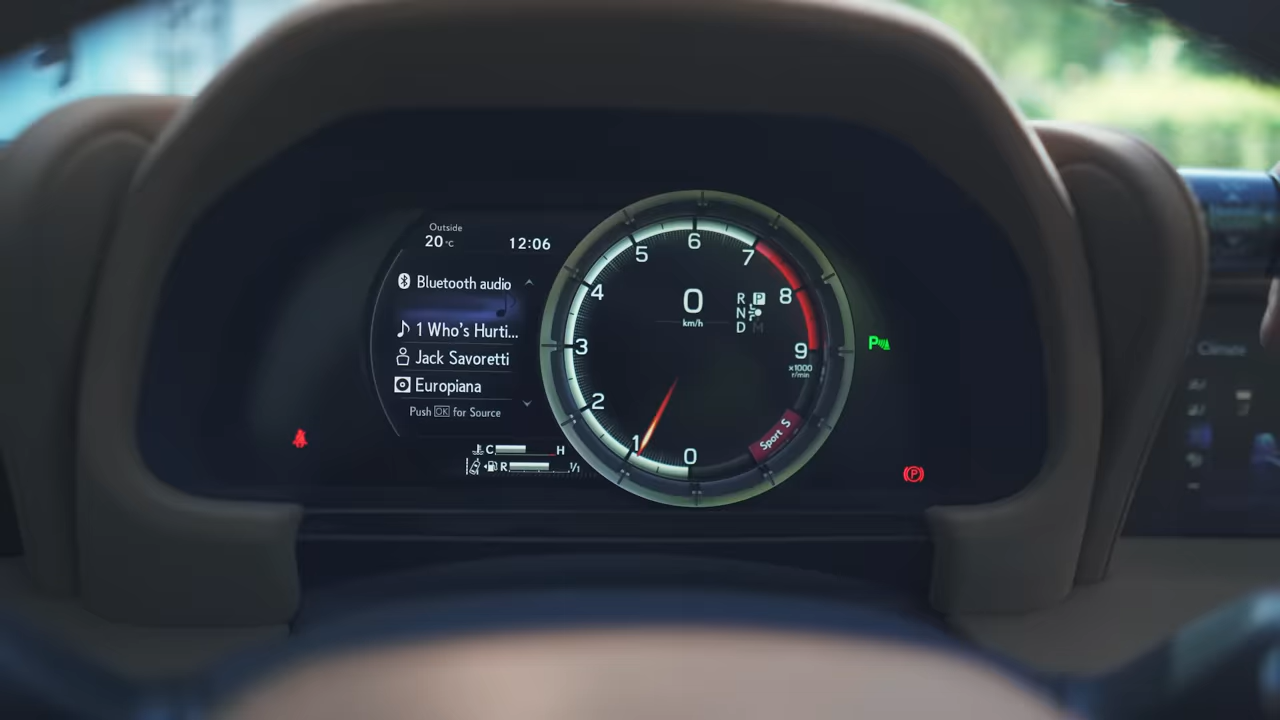 Outside
20°C 12:06
Bluetooth audio
1 Who's Hurti...
Jack Savoretti
Europiana
Push OK for Source
C H
R 1/1
0
1
2
3
4
5
6
7
8
9
x1000
r/min
0
km/h
R P
N
D M
Sport S
P
(P)
Climate